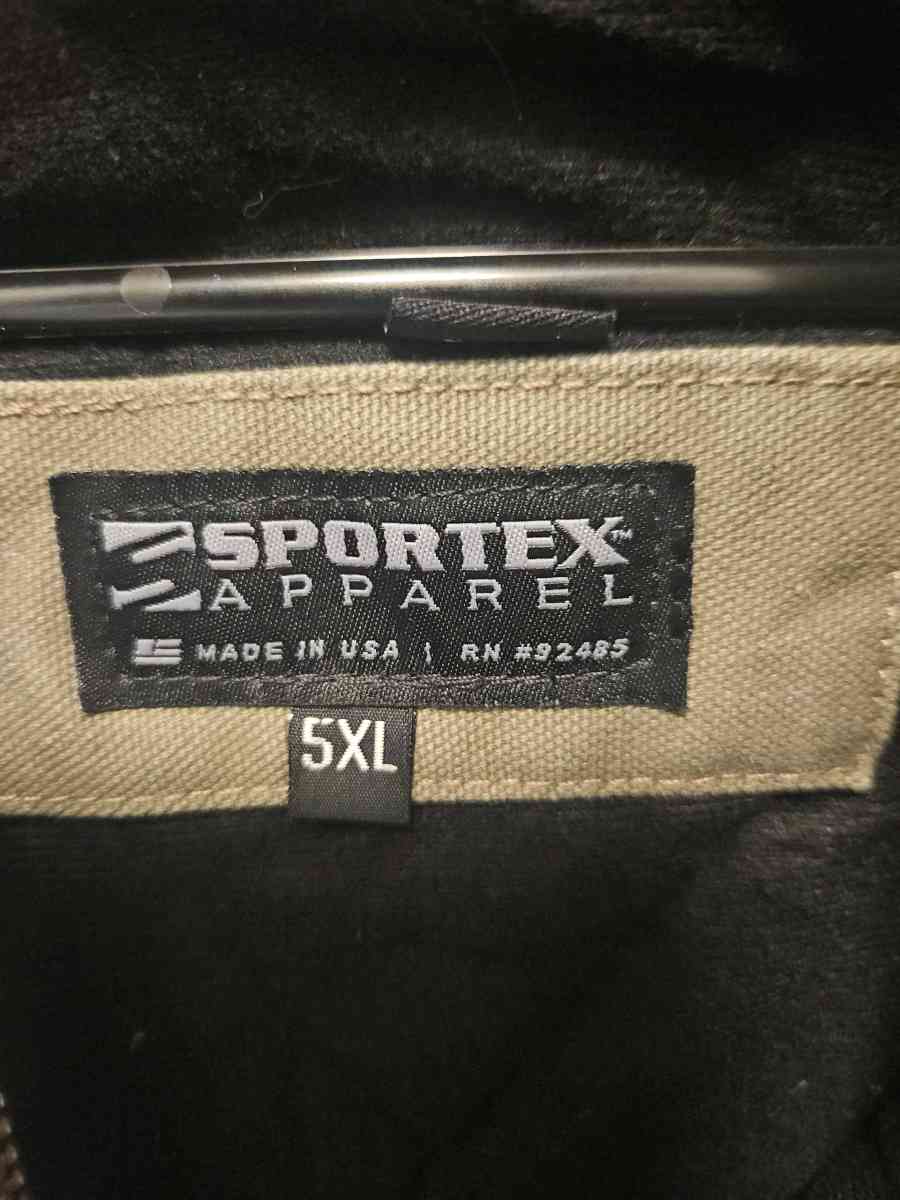 SPORTEX™
APPAREL
MADE IN USA | RN #92485
5XL